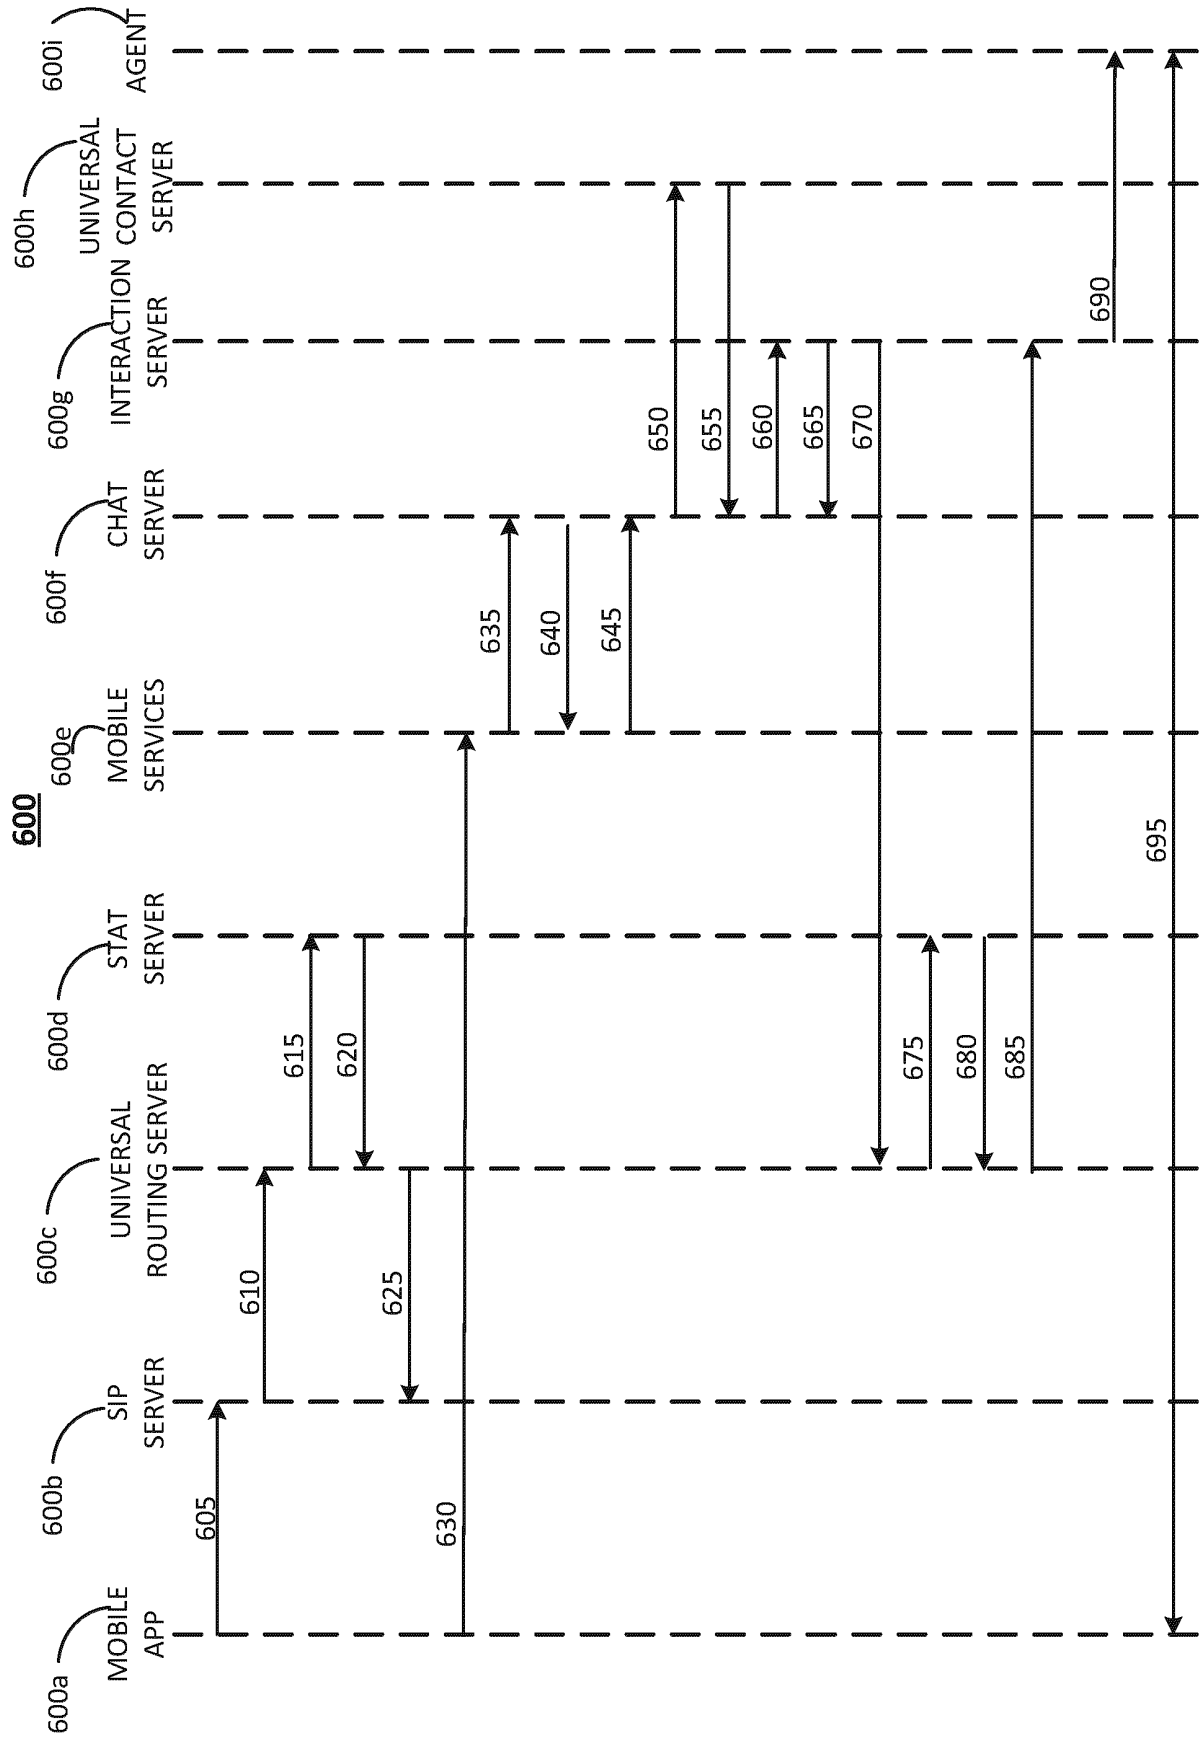 600
600a
MOBILE
APP
600b
SIP
SERVER
600c
UNIVERSAL
ROUTING SERVER
600d
STAT
SERVER
600e
MOBILE
SERVICES
600f
CHAT
SERVER
600g
INTERACTION
SERVER
600h
UNIVERSAL
CONTACT
SERVER
600i
AGENT
605
610
615
620
625
630
635
640
645
650
655
660
665
670
675
680
685
690
695